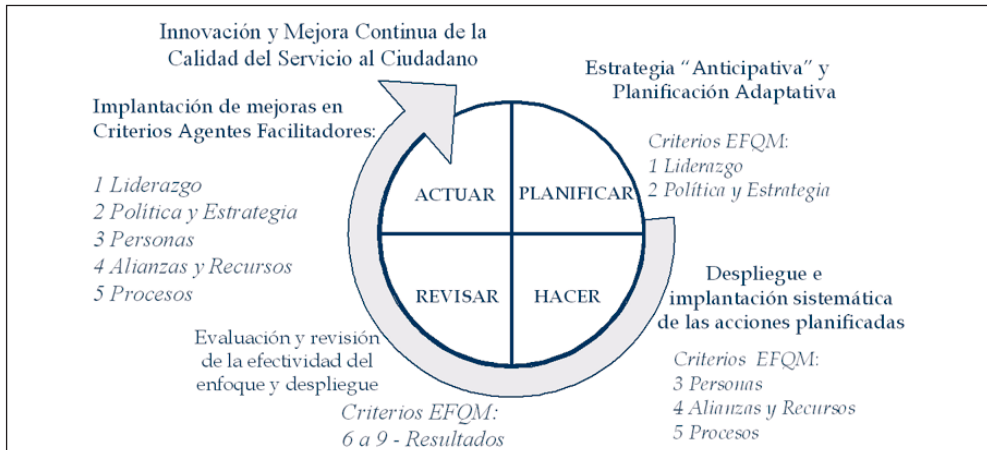 Innovación y Mejora Continua de la
Calidad del Servicio al Ciudadano
Estrategia “Anticipativa” y
Planificación Adaptativa
Implantación de mejoras en
Criterios Agentes Facilitadores:
Criterios EFQM:
1 Liderazgo
2 Política y Estrategia
1 Liderazgo
2 Política y Estrategia
3 Personas
4 Alianzas y Recursos
5 Procesos
ACTUAR
PLANIFICAR
REVISAR
HACER
Despliegue e
implantación sistemática
de las acciones planificadas
Criterios EFQM:
3 Personas
4 Alianzas y Recursos
5 Procesos
Evaluación y revisión
de la efectividad del
enfoque y despliegue
Criterios EFQM:
6 a 9 - Resultados